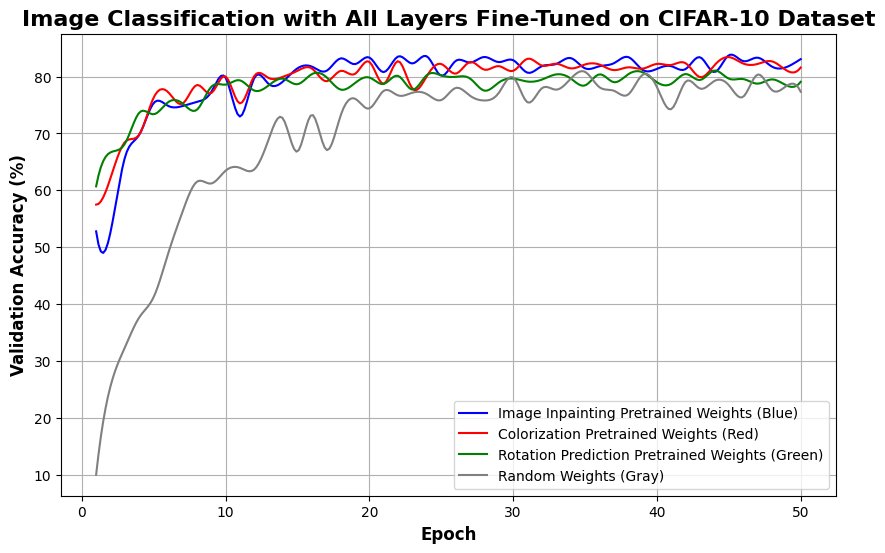 Image Classification with All Layers Fine-Tuned on CIFAR-10 Dataset
Validation Accuracy (%)
80
70
60
50
40
30
20
10
0
10
20
30
40
50
Epoch
Image Inpainting Pretrained Weights (Blue)
Colorization Pretrained Weights (Red)
Rotation Prediction Pretrained Weights (Green)
Random Weights (Gray)